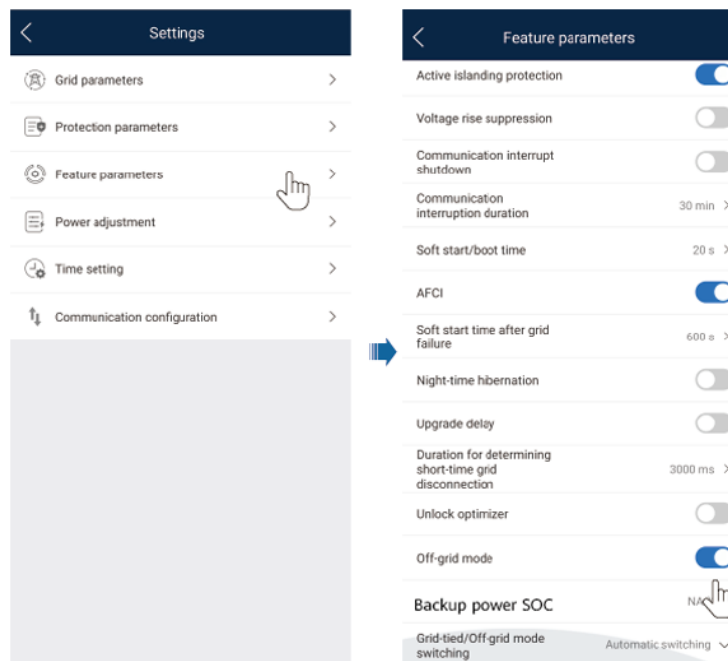 Settings
Grid parameters
Protection parameters
Feature parameters
Power adjustment
Time setting
Communication configuration
Feature parameters
Active islanding protection
Voltage rise suppression
Communication interrupt
shutdown
Communication
interruption duration
30 min
Soft start/boot time
20 s
AFCI
Soft start time after grid
failure
600 s
Night-time hibernation
Upgrade delay
Duration for determining
short-time grid
disconnection
3000 ms
Unlock optimizer
Off-grid mode
Backup power SOC
NA
Grid-tied/Off-grid mode
switching
Automatic switching